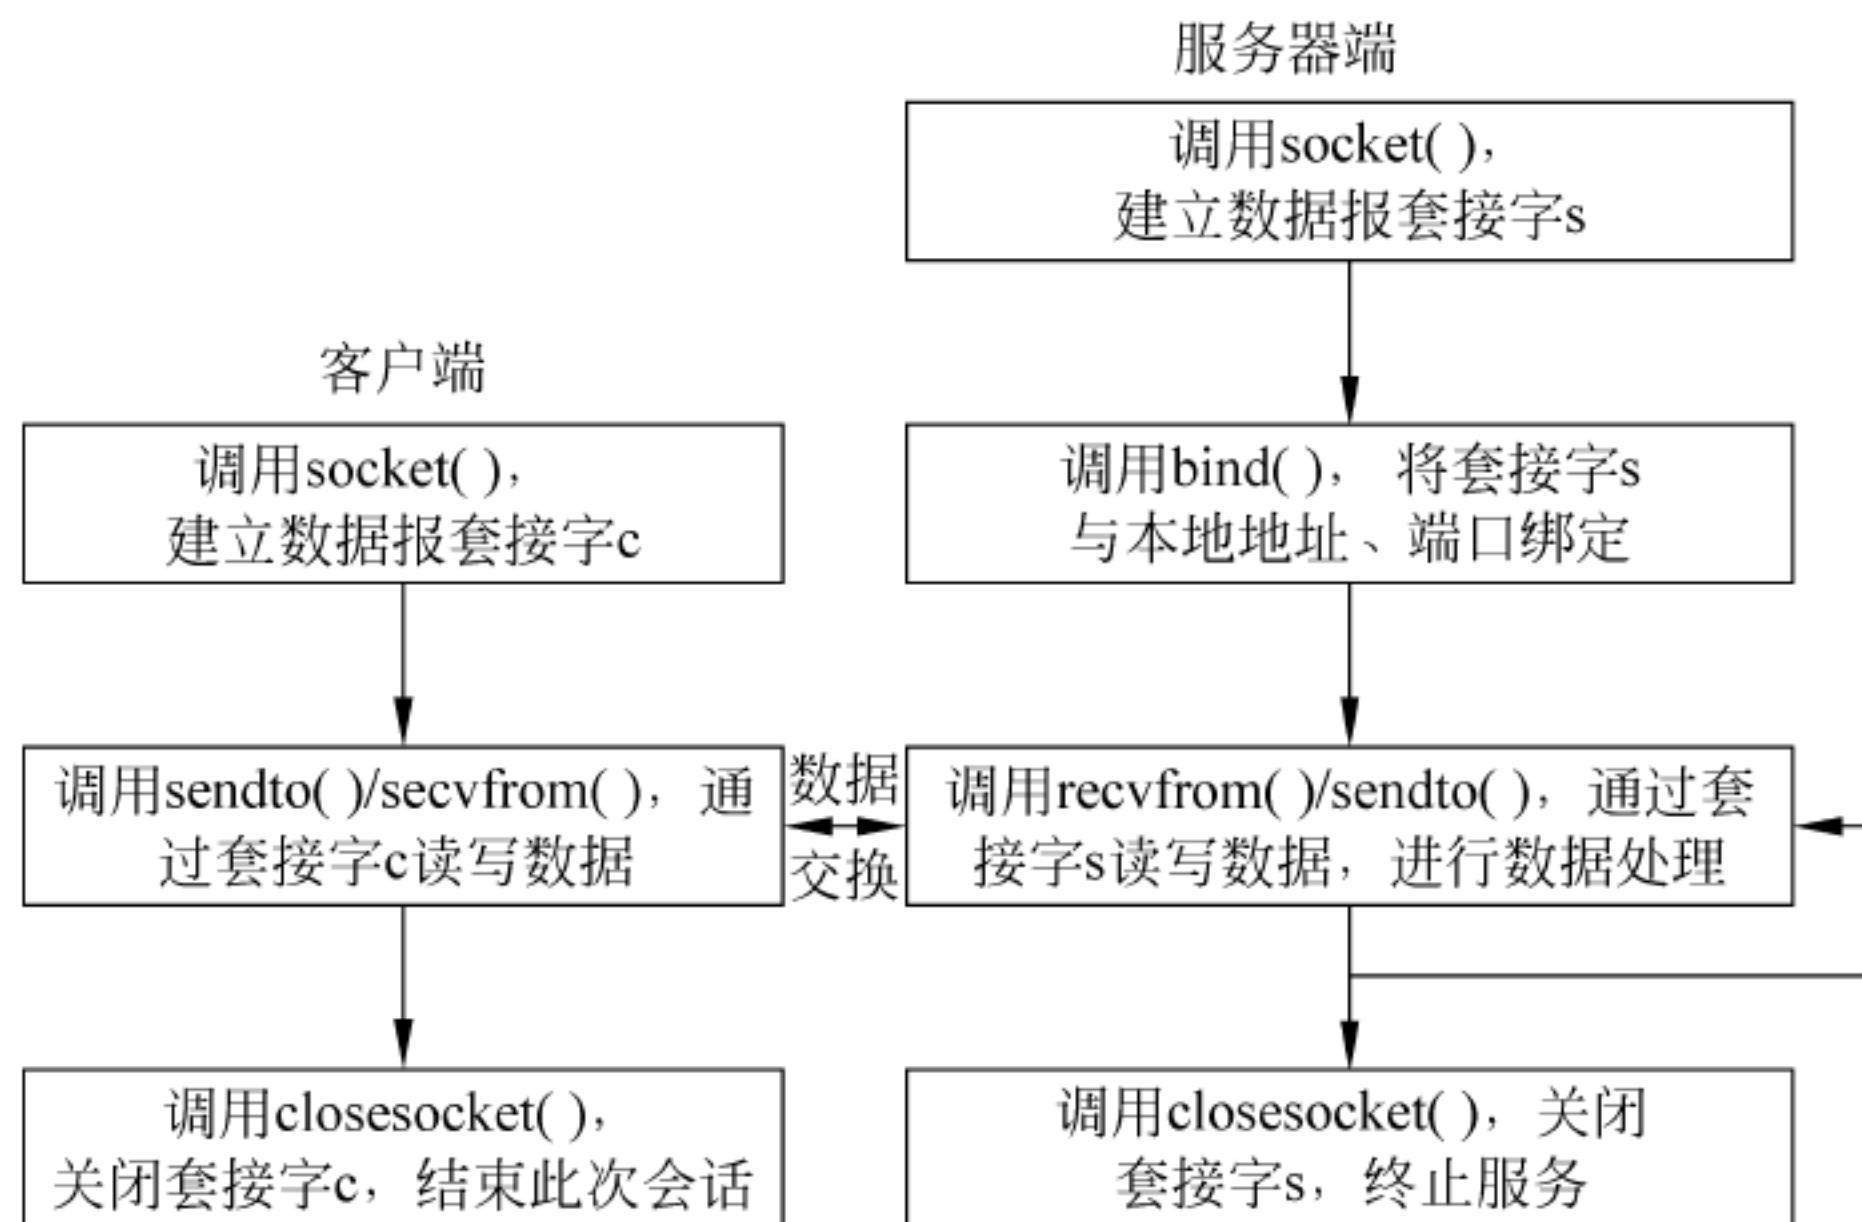 服务器端
调用socket( )，
建立数据报套接字s
客户端
调用socket( )，
建立数据报套接字c
调用bind( )， 将套接字s
与本地地址、端口绑定
调用sendto( )/secvfrom( )，通
过套接字c读写数据
数据
交换
调用recvfrom( )/sendto( )，通过套
接字s读写数据，进行数据处理
调用closesocket( )，
关闭套接字c，结束此次会话
调用closesocket( )，关闭
套接字s，终止服务